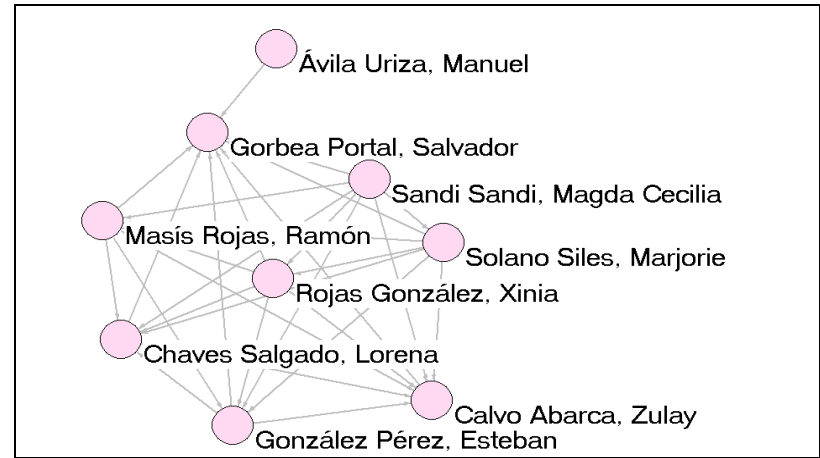 Ávila Uriza, Manuel
Gorbea Portal, Salvador
Sandi Sandi, Magda Cecilia
Masís Rojas, Ramón
Solano Siles, Marjorie
Rojas González, Xinia
Chaves Salgado, Lorena
Calvo Abarca, Zulay
González Pérez, Esteban